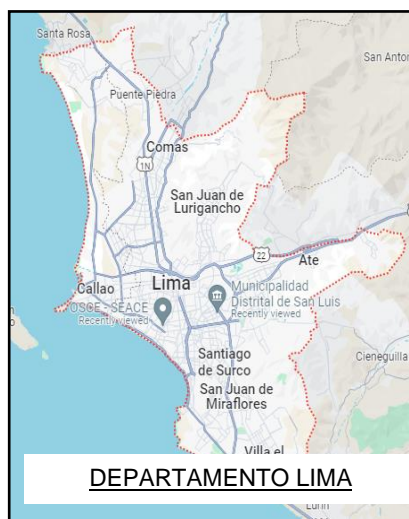 Santa Rosa
San Anton
Puente Piedra
Comas
1N
San Juan de
Lurigancho
22
Ate
Lima
Municipalidad
Distrital de San Luis
Recently viewed
Callao
OSCE - SEACE
Recently viewed
Cieneguilla
Santiago
de Surco
San Juan de
Miraflores
Villa el
DEPARTAMENTO LIMA
Lurin